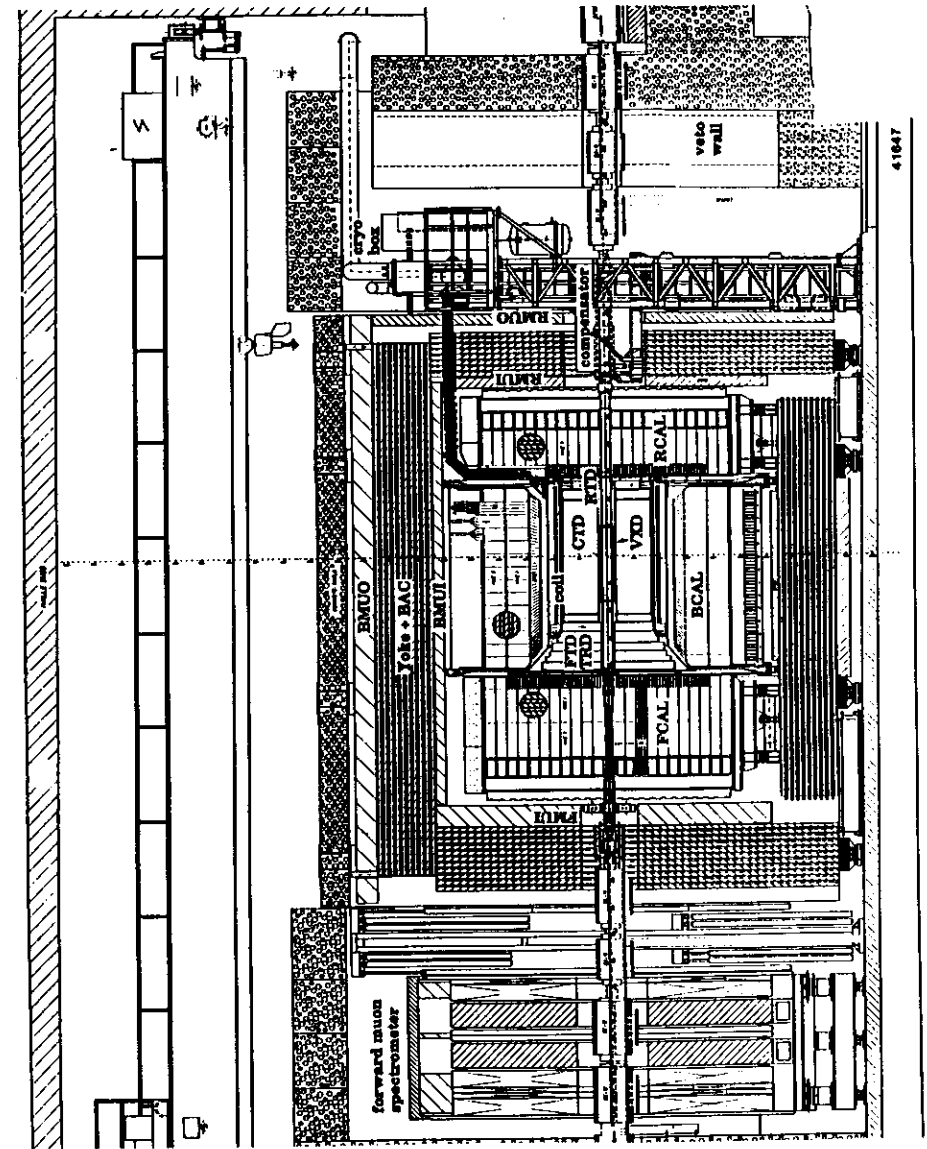 veto
wall
41647
cryo
box
compensator
RMUO
RMUI
RCAL
RTD
CTD
VXD
BMUO
Yoke + BAC
BMUI
coil
BCAL
FTD
TRD
FCAL
FMUI
forward muon
spectrometer